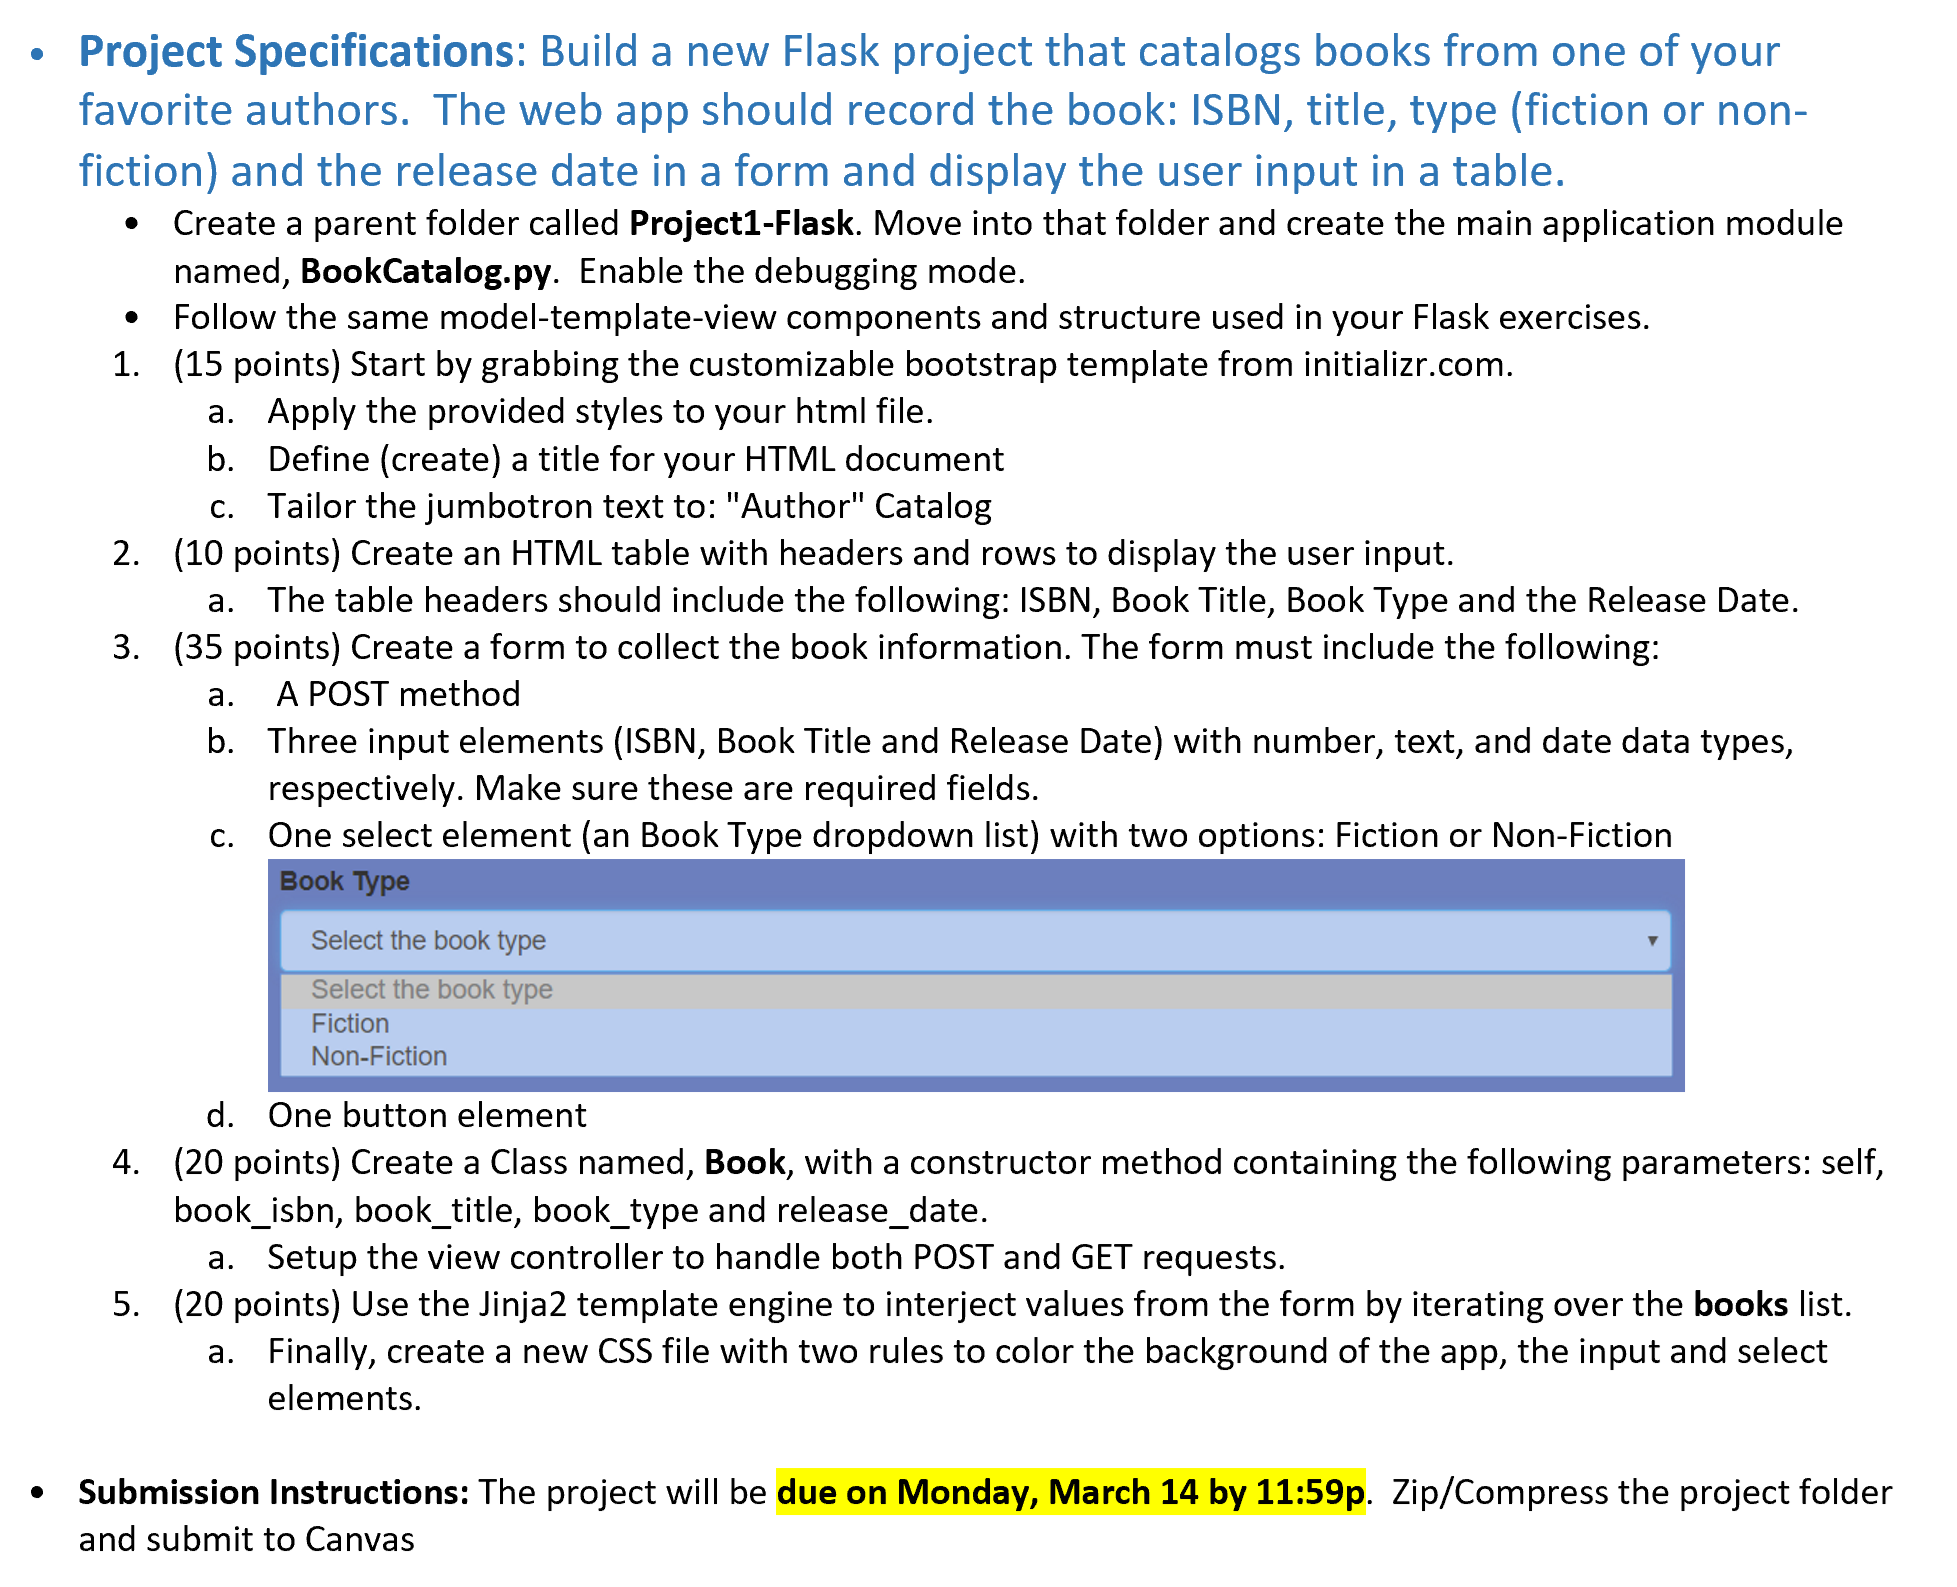 • Project Specifications: Build a new Flask project that catalogs books from one of your
favorite authors.  The web app should record the book: ISBN, title, type (fiction or non-
fiction) and the release date in a form and display the user input in a table.
• Create a parent folder called Project1-Flask. Move into that folder and create the main application module
named, BookCatalog.py.  Enable the debugging mode.
• Follow the same model-template-view components and structure used in your Flask exercises.
1. (15 points) Start by grabbing the customizable bootstrap template from initializr.com.
a. Apply the provided styles to your html file.
b. Define (create) a title for your HTML document
c. Tailor the jumbotron text to: "Author" Catalog
2. (10 points) Create an HTML table with headers and rows to display the user input.
a. The table headers should include the following: ISBN, Book Title, Book Type and the Release Date.
3. (35 points) Create a form to collect the book information. The form must include the following:
a. A POST method
b. Three input elements (ISBN, Book Title and Release Date) with number, text, and date data types,
respectively. Make sure these are required fields.
c. One select element (an Book Type dropdown list) with two options: Fiction or Non-Fiction
Book Type
Select the book type ▼
Select the book type
Fiction
Non-Fiction
d. One button element
4. (20 points) Create a Class named, Book, with a constructor method containing the following parameters: self,
book_isbn, book_title, book_type and release_date.
a. Setup the view controller to handle both POST and GET requests.
5. (20 points) Use the Jinja2 template engine to interject values from the form by iterating over the books list.
a. Finally, create a new CSS file with two rules to color the background of the app, the input and select
elements.
• Submission Instructions: The project will be due on Monday, March 14 by 11:59p.  Zip/Compress the project folder
and submit to Canvas